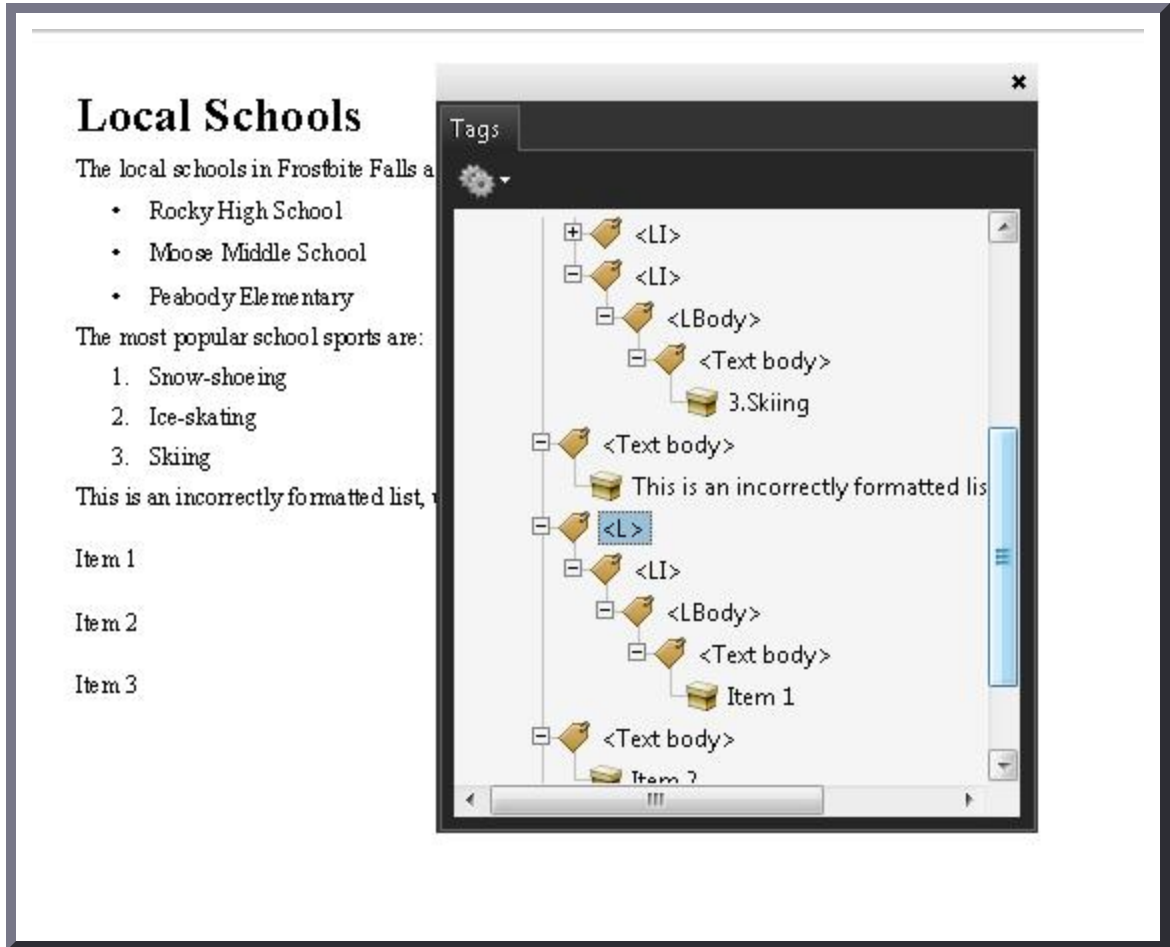 Local Schools
The local schools in Frostbite Falls a
• Rocky High School
• Moose Middle School
• Peabody Elementary
The most popular school sports are:
1. Snow-shoeing
2. Ice-skating
3. Skiing
This is an incorrectly formatted list,
Item 1
Item 2
Item 3
Tags
<LI>
<LI>
<LBody>
<Text body>
3.Skiing
<Text body>
This is an incorrectly formatted lis
<L>
<LI>
<LBody>
<Text body>
Item 1
<Text body>
Item 2